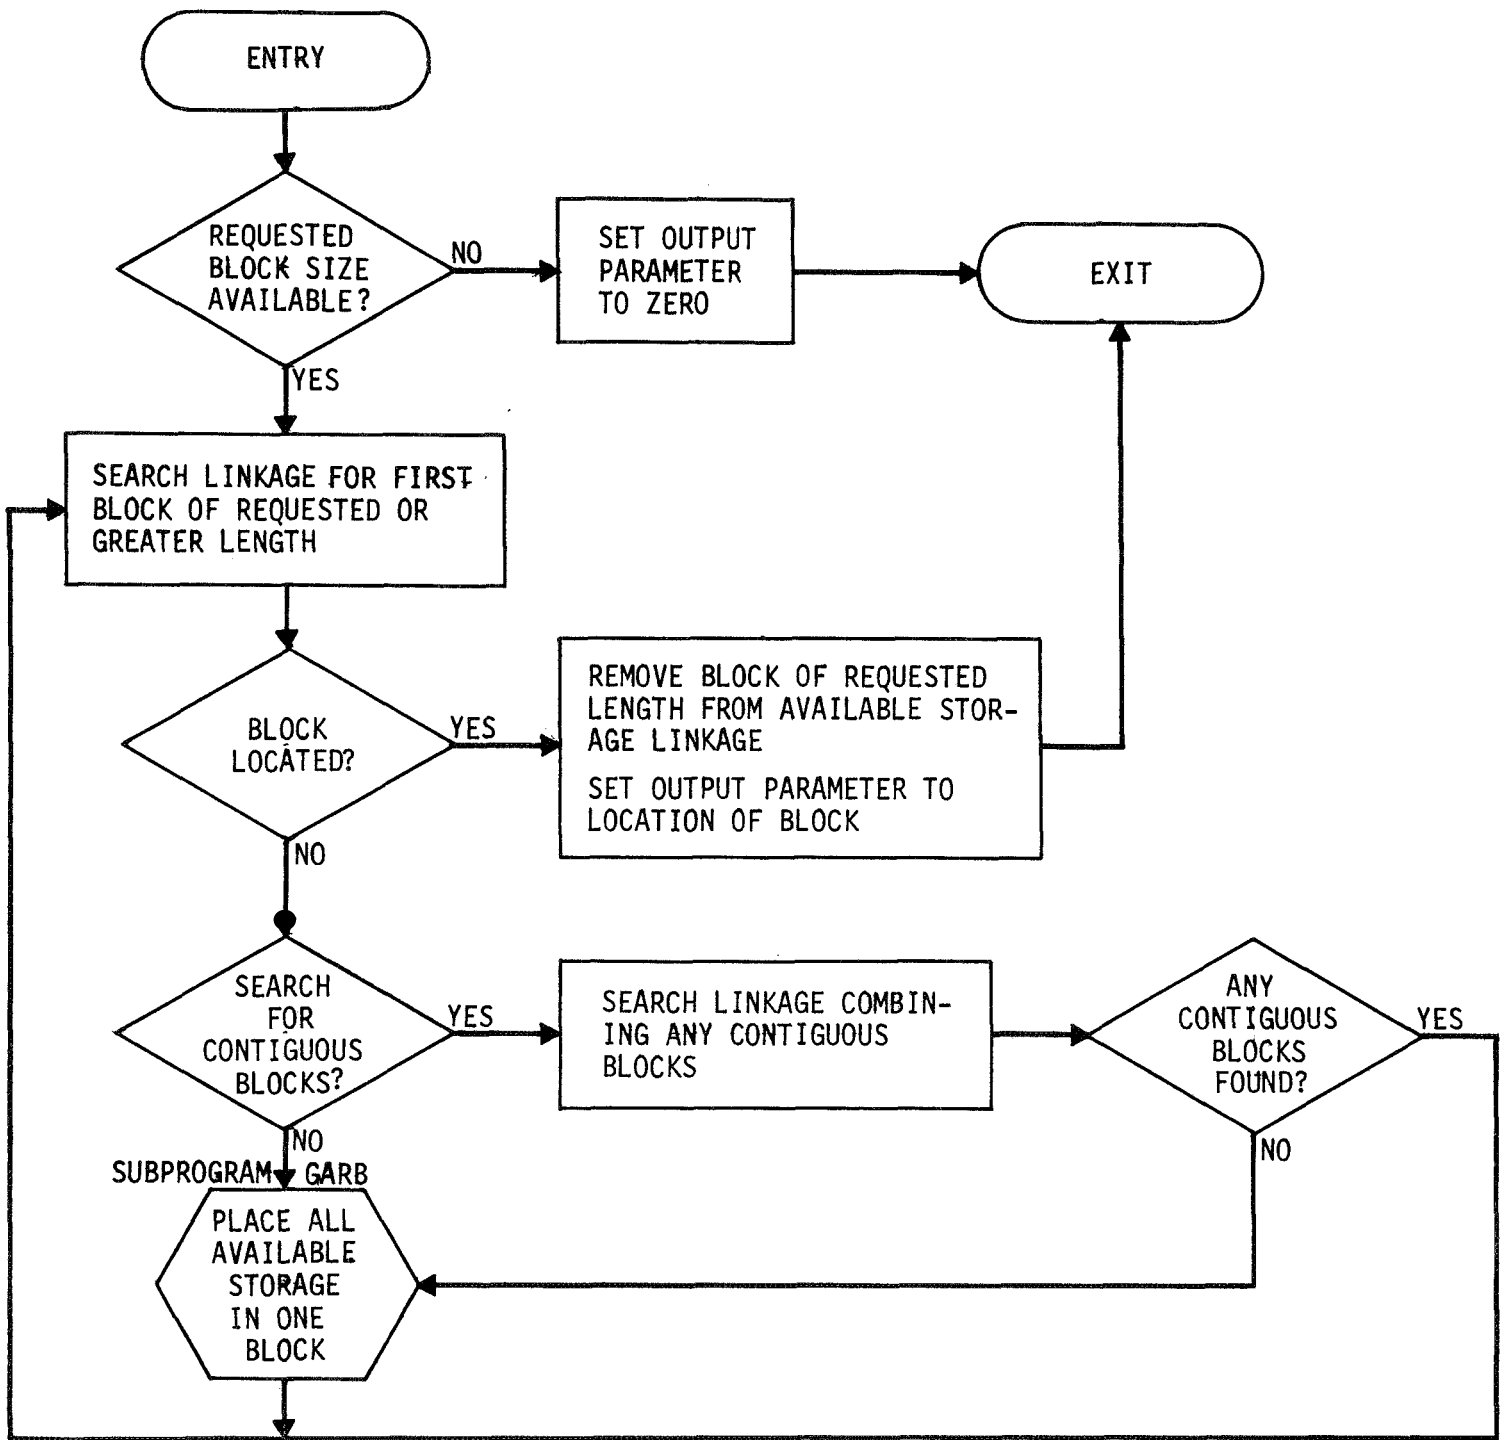 ENTRY
REQUESTED
BLOCK SIZE
AVAILABLE?
NO
SET OUTPUT
PARAMETER
TO ZERO
EXIT
YES
SEARCH LINKAGE FOR FIRST
BLOCK OF REQUESTED OR
GREATER LENGTH
BLOCK
LOCATED?
YES
REMOVE BLOCK OF REQUESTED
LENGTH FROM AVAILABLE STOR-
AGE LINKAGE
SET OUTPUT PARAMETER TO
LOCATION OF BLOCK
NO
SEARCH
FOR
CONTIGUOUS
BLOCKS?
YES
SEARCH LINKAGE COMBIN-
ING ANY CONTIGUOUS
BLOCKS
ANY
CONTIGUOUS
BLOCKS
FOUND?
YES
NO
NO
SUBPROGRAM GARB
PLACE ALL
AVAILABLE
STORAGE
IN ONE
BLOCK